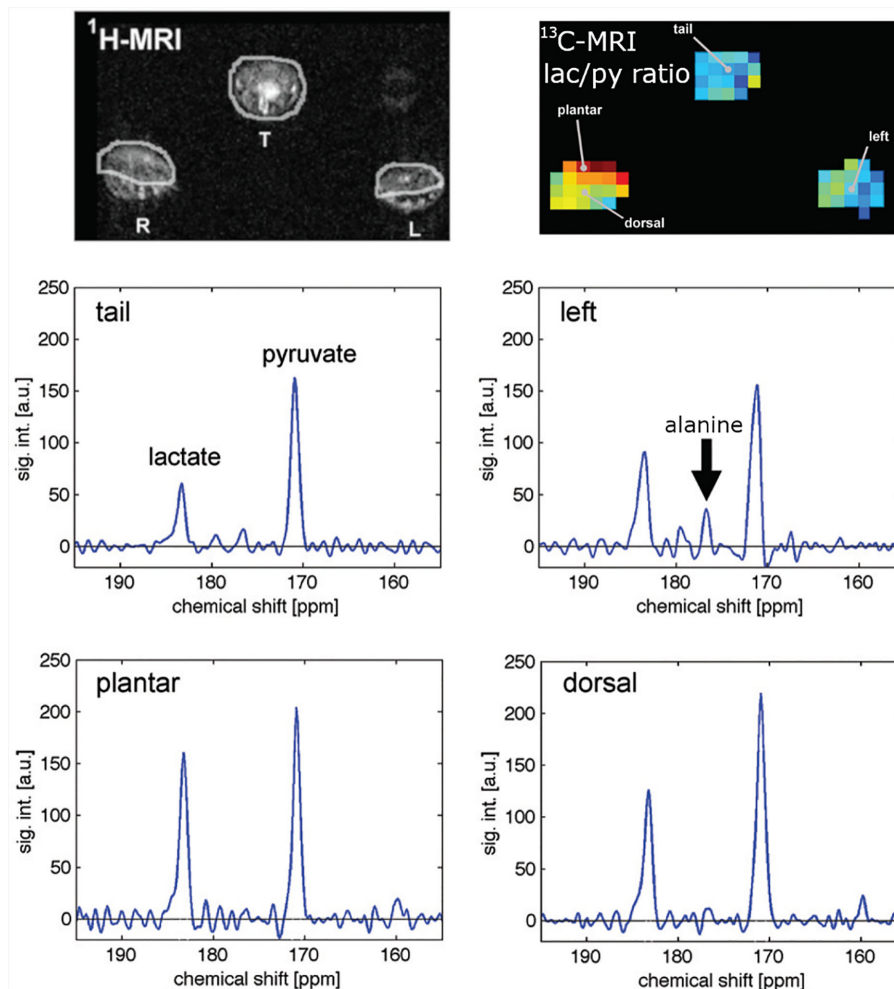 ¹H-MRI
T
R
L
¹³C-MRI
lac/py ratio
tail
plantar
left
dorsal
tail
250
200
150
100
50
0
sig. int. [a.u.]
lactate
pyruvate
190
180
170
160
chemical shift [ppm]
left
250
200
150
100
50
0
sig. int. [a.u.]
alanine
190
180
170
160
chemical shift [ppm]
plantar
250
200
150
100
50
0
sig. int. [a.u.]
190
180
170
160
chemical shift [ppm]
dorsal
250
200
150
100
50
0
sig. int. [a.u.]
190
180
170
160
chemical shift [ppm]